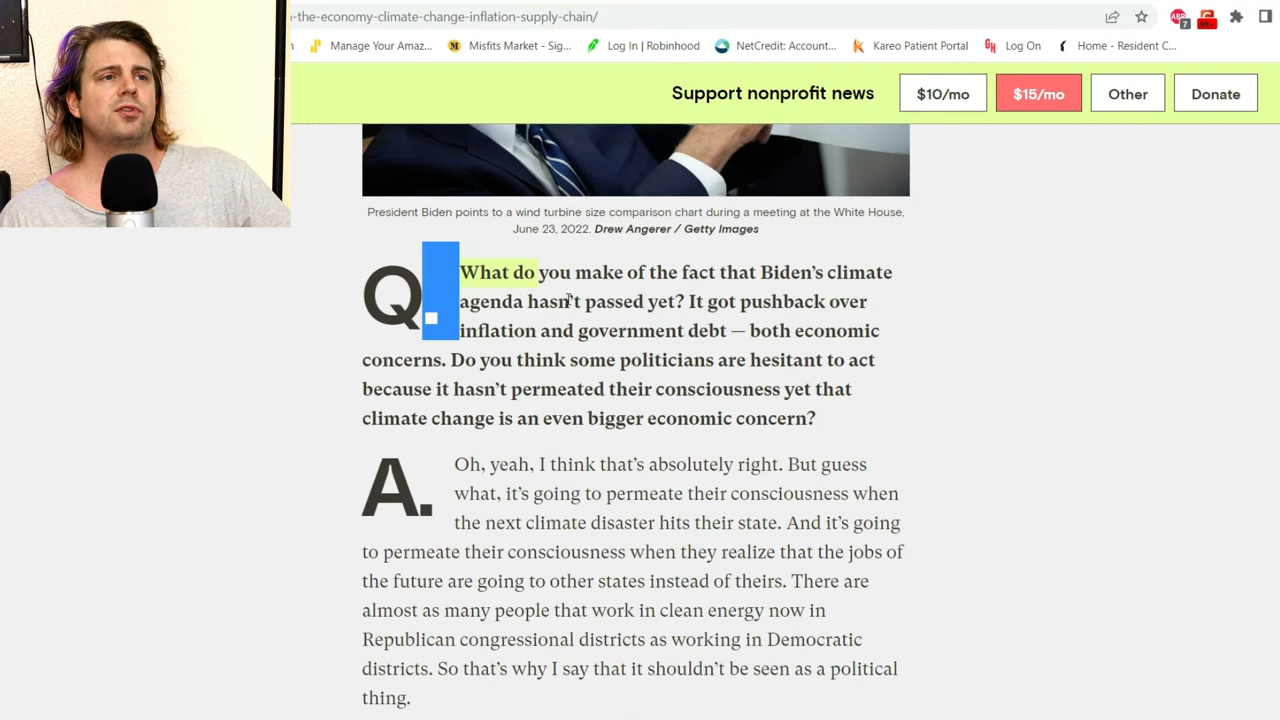 -the-economy-climate-change-inflation-supply-chain/
Manage Your Amaz... Misfits Market - Sig... Log In | Robinhood NetCredit: Account... Kareo Patient Portal Log On Home - Resident C...
Support nonprofit news $10/mo $15/mo Other Donate
President Biden points to a wind turbine size comparison chart during a meeting at the White House,
June 23, 2022. Drew Angerer / Getty Images
Q. What do you make of the fact that Biden’s climate
agenda hasn’t passed yet? It got pushback over
inflation and government debt — both economic
concerns. Do you think some politicians are hesitant to act
because it hasn’t permeated their consciousness yet that
climate change is an even bigger economic concern?
A. Oh, yeah, I think that’s absolutely right. But guess
what, it’s going to permeate their consciousness when
the next climate disaster hits their state. And it’s going
to permeate their consciousness when they realize that the jobs of
the future are going to other states instead of theirs. There are
almost as many people that work in clean energy now in
Republican congressional districts as working in Democratic
districts. So that’s why I say that it shouldn’t be seen as a political
thing.